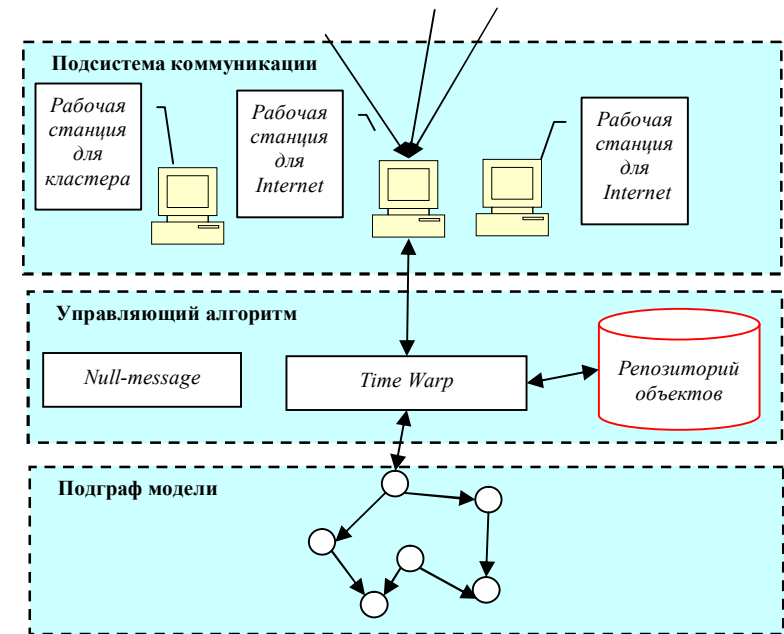 Подсистема коммуникации
Рабочая
станция
для
кластера
Рабочая
станция
для
Internet
Рабочая
станция
для
Internet
Управляющий алгоритм
Null-message
Time Warp
Репозиторий
объектов
Подграф модели